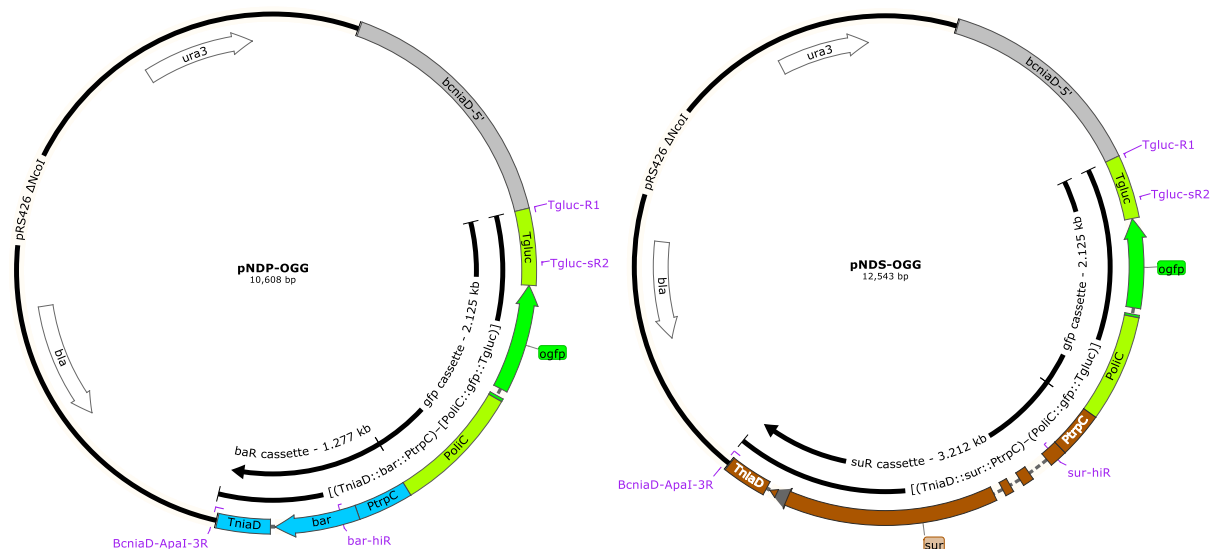 ura3
bcniaD-5'
pRS426 ΔNcoI
Tgluc-R1
Tgluc
Tgluc-sR2
pNDP-OGG
10,608 bp
bla
ogfp
gfp cassette - 2.125 kb
baR cassette - 1.277 kb
[(TniaD::bar::PtrpC)-[PoliC::gfp::Tgluc)]
PoliC
PtrpC
bar
TniaD
bar-hiR
BcniaD-ApaI-3R
ura3
bcniaD-5'
pRS426 ΔNcoI
Tgluc-R1
Tgluc
Tgluc-sR2
pNDS-OGG
12,543 bp
bla
ogfp
gfp cassette - 2.125 kb
suR cassette - 3.212 kb
[(TniaD::sur::PtrpC)-(PoliC::gfp::Tgluc)]
PoliC
PtrpC
sur-hiR
TniaD
BcniaD-ApaI-3R
sur